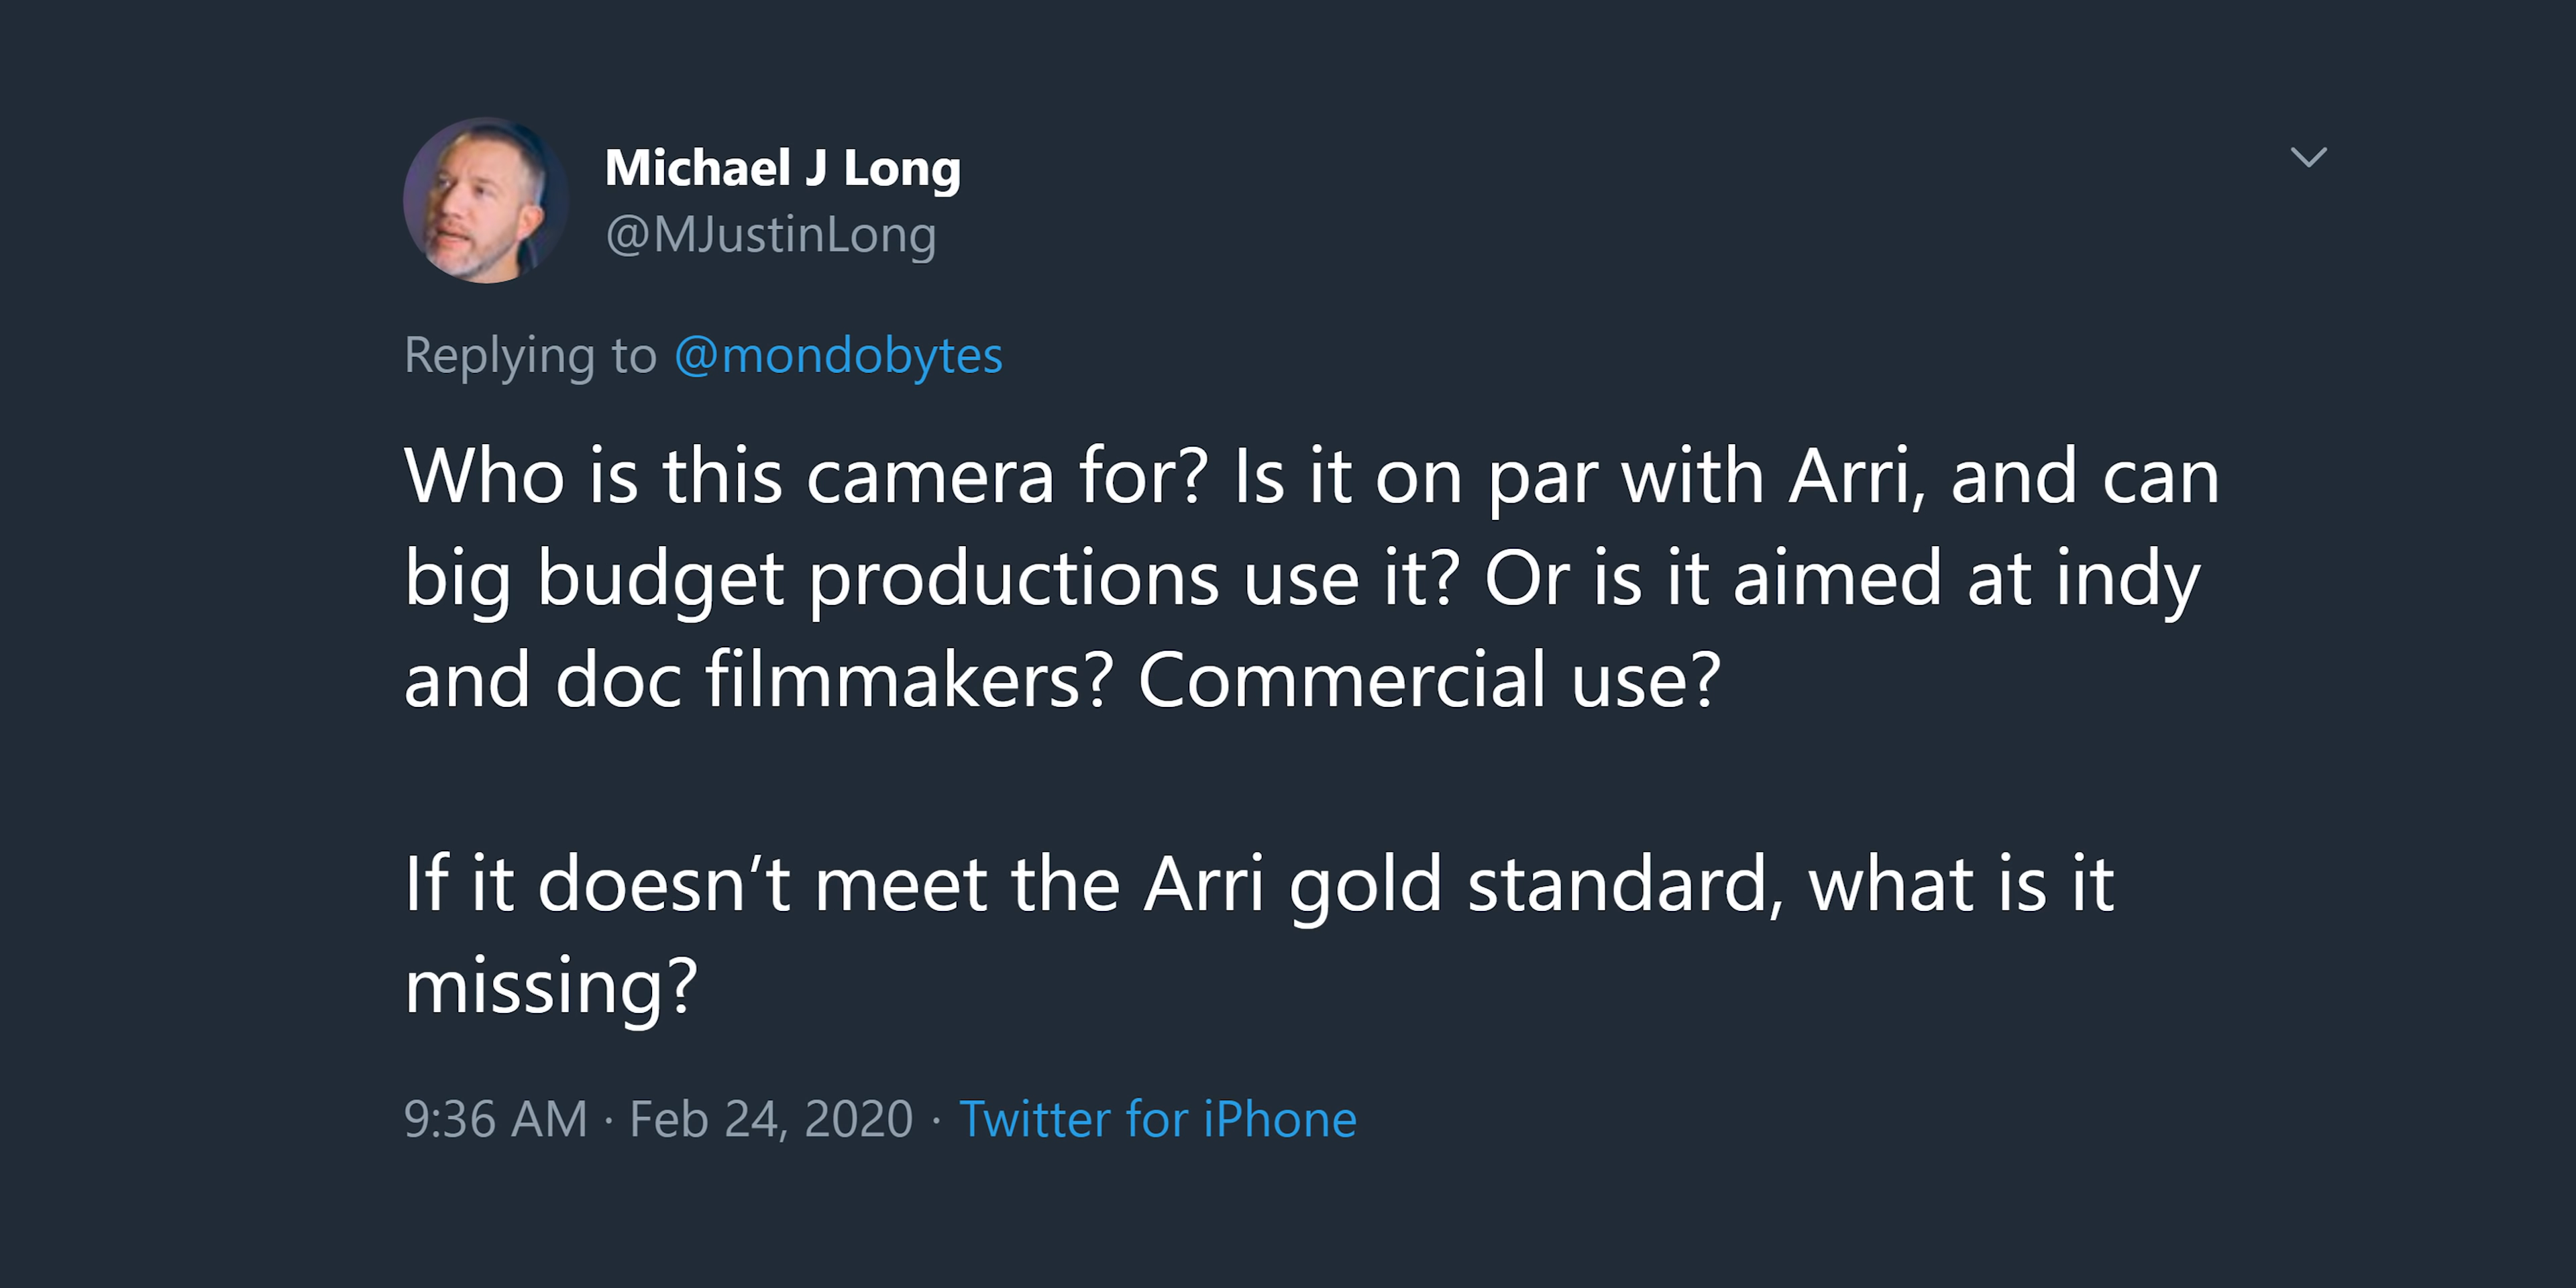 Michael J Long
@MJustinLong
Replying to @mondobytes
Who is this camera for? Is it on par with Arri, and can
big budget productions use it? Or is it aimed at indy
and doc filmmakers? Commercial use?
If it doesn’t meet the Arri gold standard, what is it
missing?
9:36 AM · Feb 24, 2020 · Twitter for iPhone